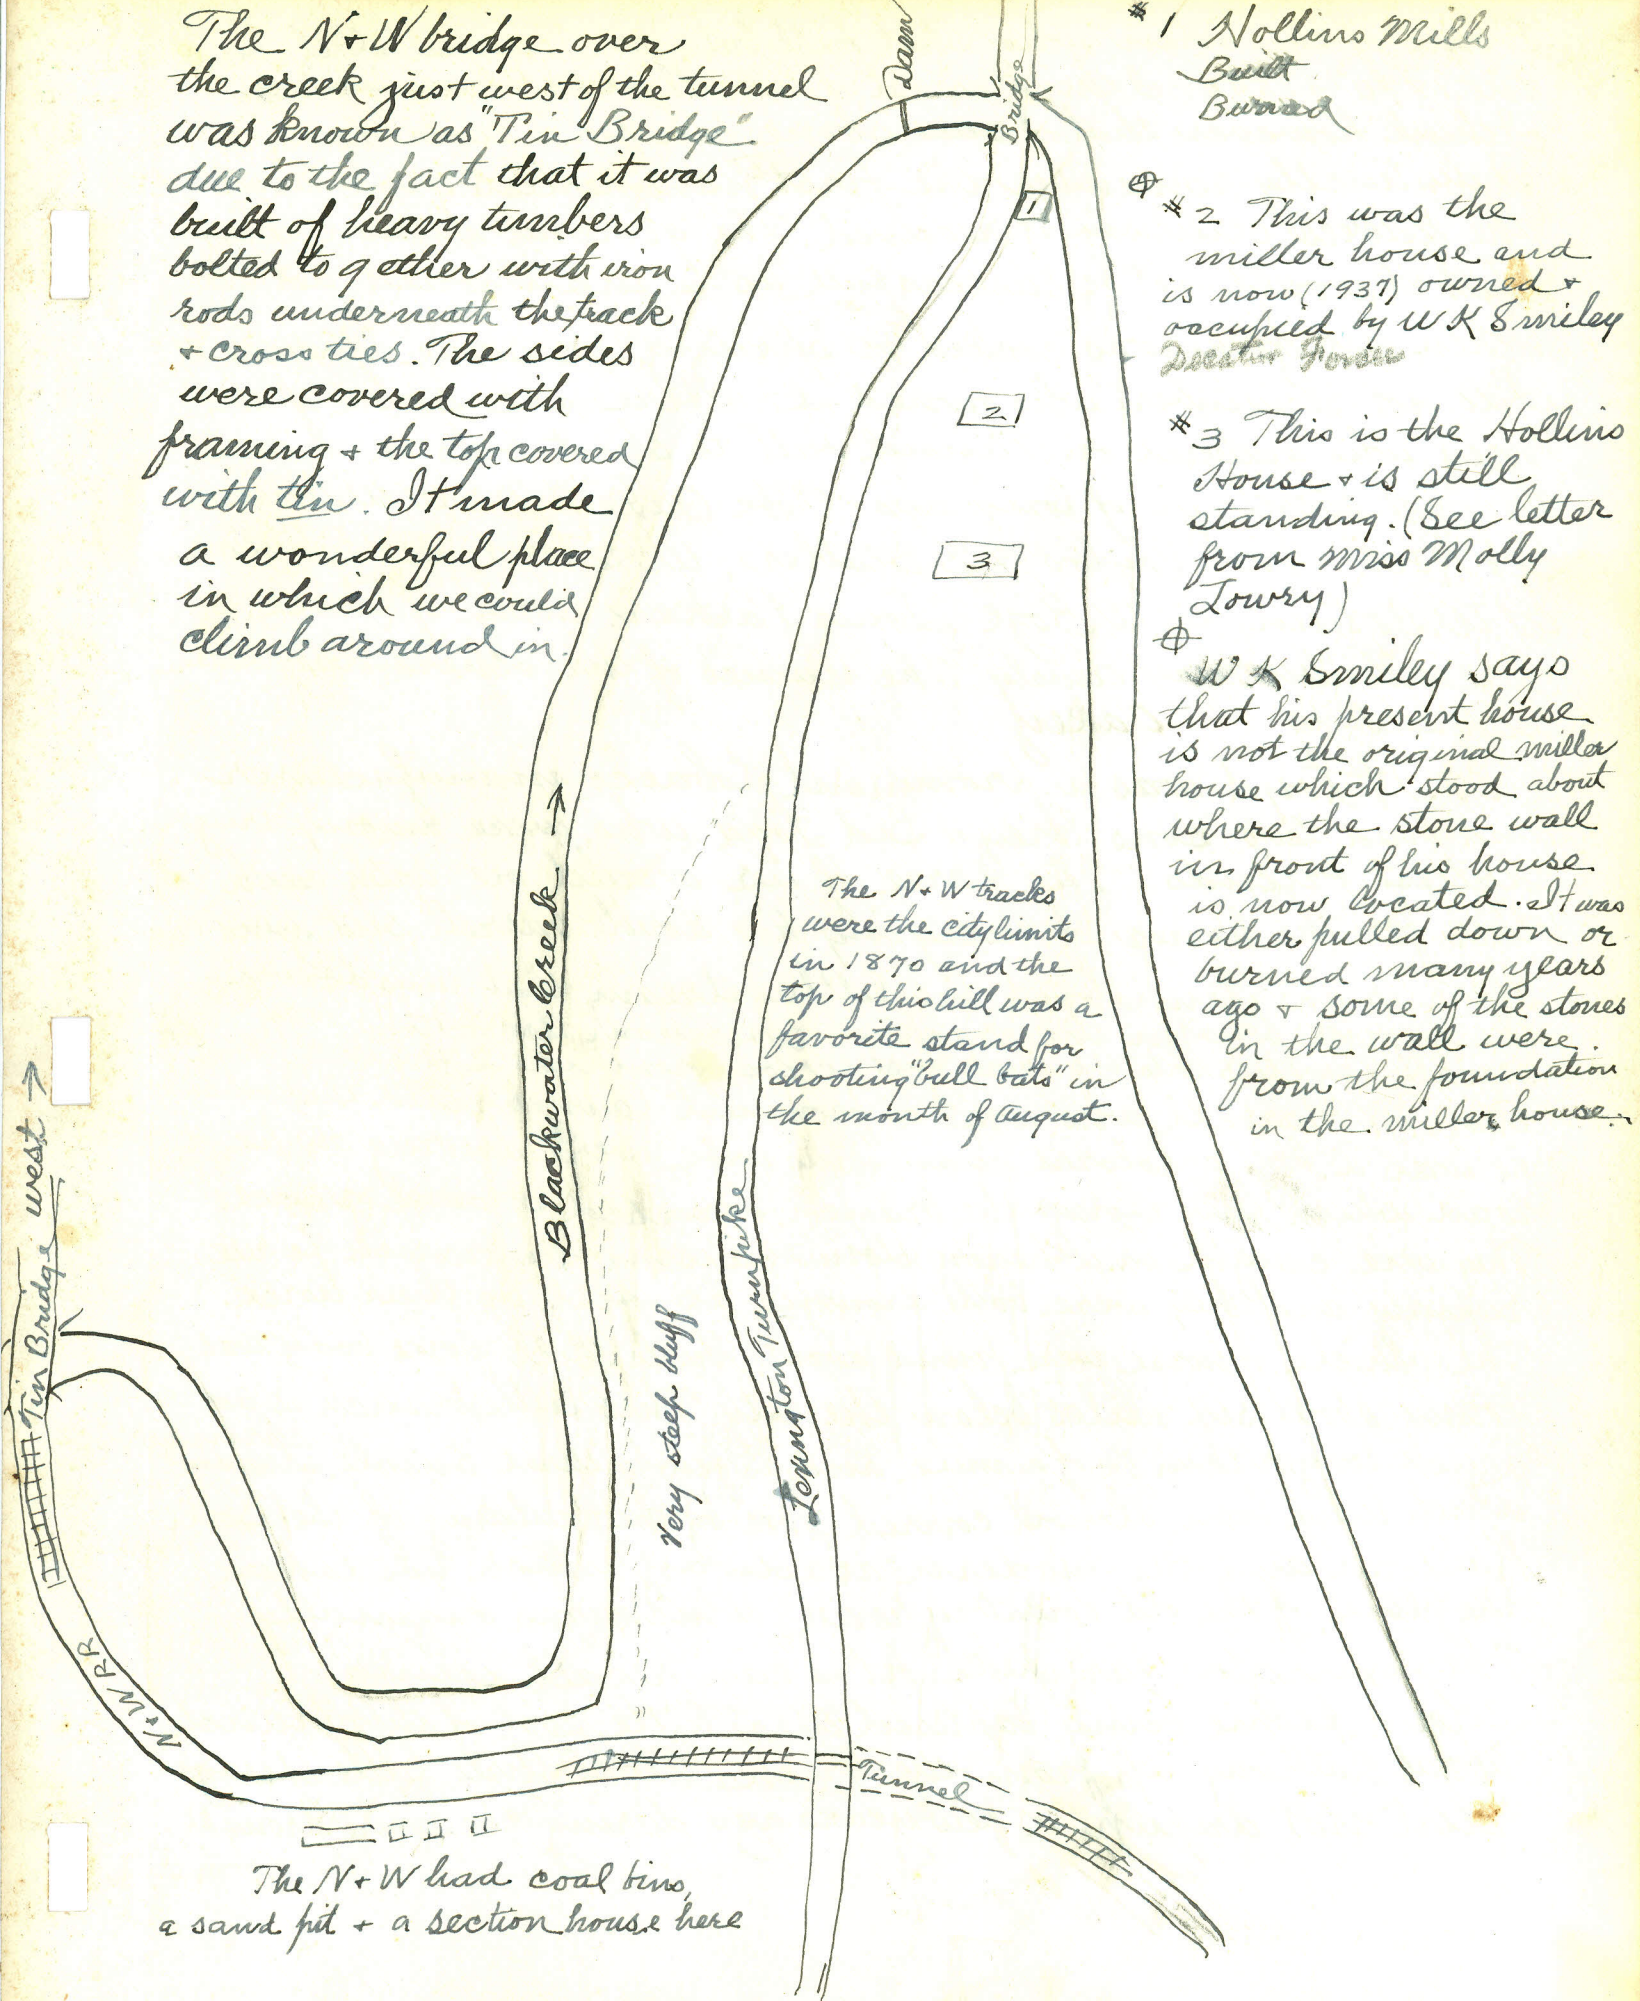 The N + W bridge over
the creek just west of the tunnel
was known as "Tin Bridge"
due to the fact that it was
built of heavy timbers
bolted to gether with iron
rods underneath the track
+ cross ties. The sides
were covered with
framing + the top covered
with tin. It made
a wonderful place
in which we could
climb around in.
Dam
Bridge
# 1 Hollins Mills
Built
Burned
# 2 This was the
miller house and
is now (1937) owned +
occupied by W K Smiley
# 3 This is the Hollins
House + is still
standing. (See letter
from Miss Molly
Lowry)
W K Smiley says
that his present house
is not the original miller
house which stood about
where the stone wall
in front of his house
is now located. It was
either pulled down or
burned many years
ago + some of the stones
in the wall were
from the foundation
in the miller house.
1
2
3
Blackwater Creek →
The N + W tracks
were the city limits
in 1870 and the
top of this hill was a
favorite stand for
shooting "bull bats" in
the month of August.
Very steep bluff
Lexington Turnpike
Tin Bridge west →
N + W RR
Tunnel
The N + W had coal bins,
a sand pit + a section house here